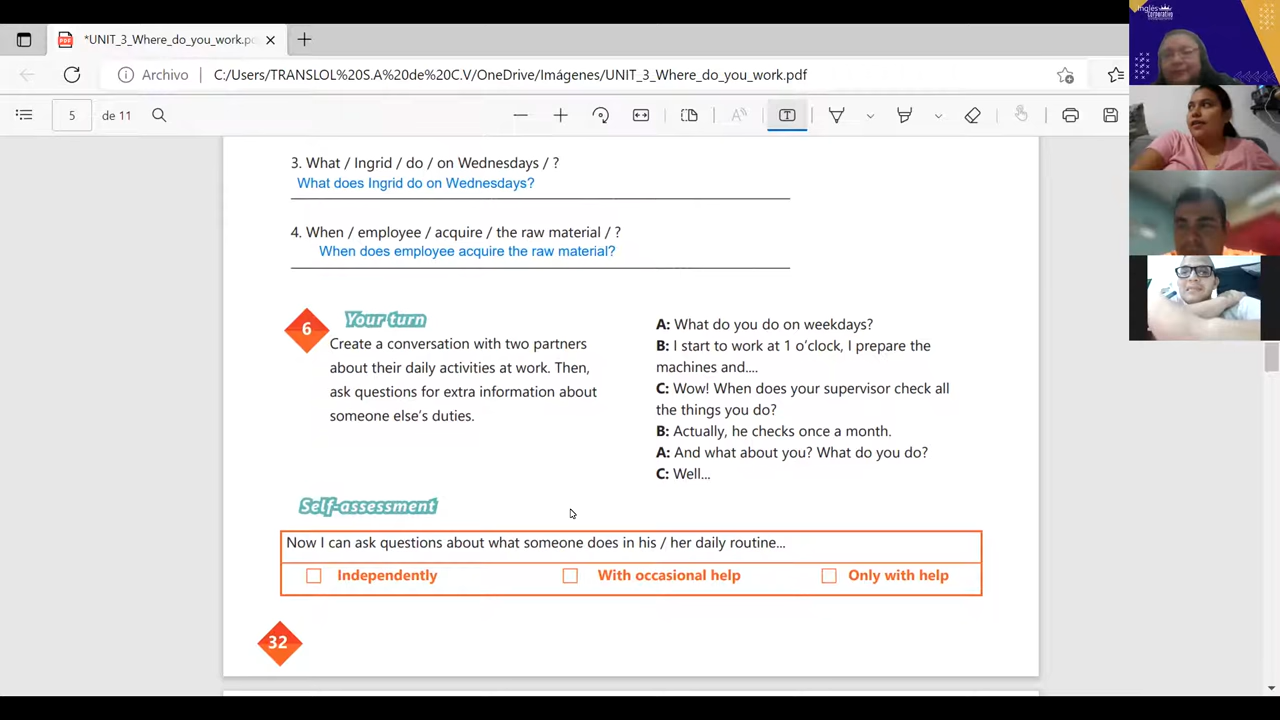 *UNIT_3_Where_do_you_work.pd
Archivo
C:/Users/TRANSLOL%20S.A%20de%20C.V/OneDrive/Imágenes/UNIT_3_Where_do_you_work.pdf
5 de 11
Inglés
Corporativo
3. What / Ingrid / do / on Wednesdays / ?
What does Ingrid do on Wednesdays?
4. When / employee / acquire / the raw material / ?
When does employee acquire the raw material?
6
Your turn
Create a conversation with two partners
about their daily activities at work. Then,
ask questions for extra information about
someone else's duties.
A: What do you do on weekdays?
B: I start to work at 1 o'clock, I prepare the
machines and....
C: Wow! When does your supervisor check all
the things you do?
B: Actually, he checks once a month.
A: And what about you? What do you do?
C: Well...
Self-assessment
Now I can ask questions about what someone does in his / her daily routine...
Independently
With occasional help
Only with help
32